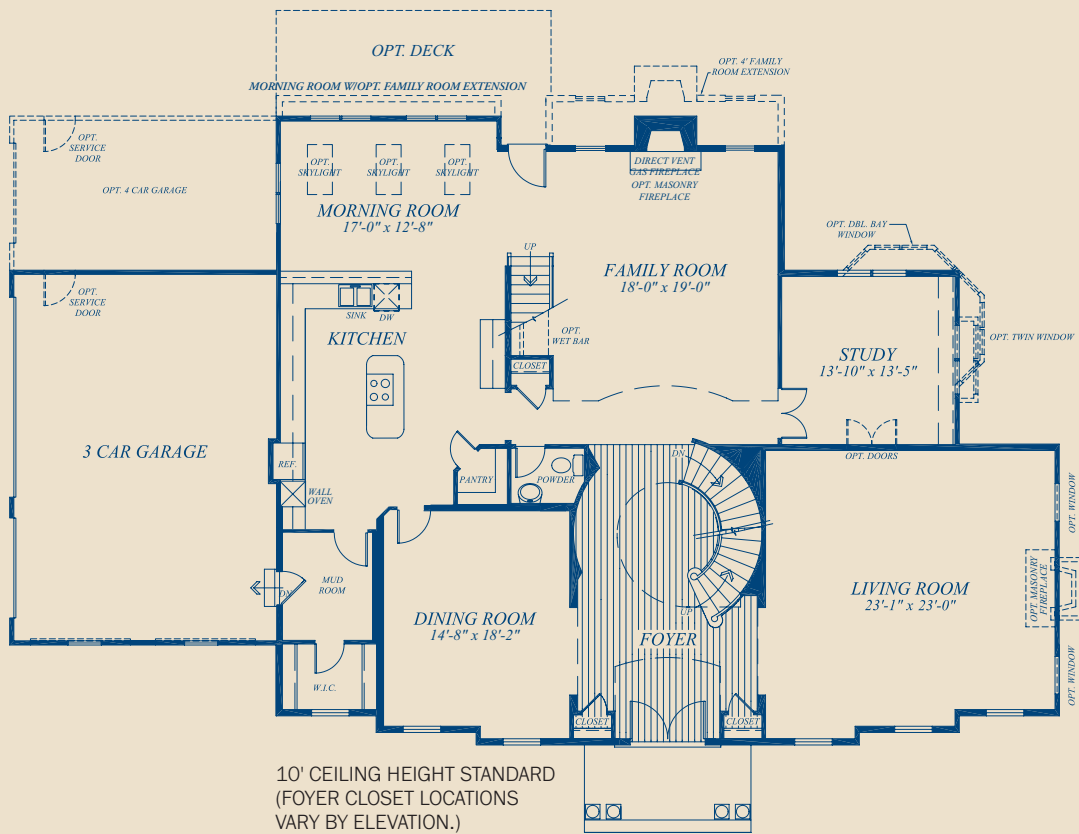 OPT. DECK
OPT. 4' FAMILY
ROOM EXTENSION
MORNING ROOM W/OPT. FAMILY ROOM EXTENSION
OPT.
SERVICE
DOOR
OPT. 4 CAR GARAGE
OPT.
SKYLIGHT
OPT.
SKYLIGHT
OPT.
SKYLIGHT
DIRECT VENT
GAS FIREPLACE
OPT. MASONRY
FIREPLACE
MORNING ROOM
17'-0" x 12'-8"
OPT. DBL. BAY
WINDOW
UP
FAMILY ROOM
18'-0" x 19'-0"
OPT.
SERVICE
DOOR
SINK
DW
KITCHEN
OPT.
WET BAR
OPT. TWIN WINDOW
STUDY
13'-10" x 13'-5"
CLOSET
3 CAR GARAGE
REF.
WALL
OVEN
PANTRY
POWDER
DN
OPT. DOORS
OPT. WINDOW
MUD
ROOM
DN
DINING ROOM
14'-8" x 18'-2"
UP
FOYER
LIVING ROOM
23'-1" x 23'-0"
OPT. MASONRY
FIREPLACE
OPT. WINDOW
W.I.C.
CLOSET
CLOSET
10' CEILING HEIGHT STANDARD
(FOYER CLOSET LOCATIONS
VARY BY ELEVATION.)